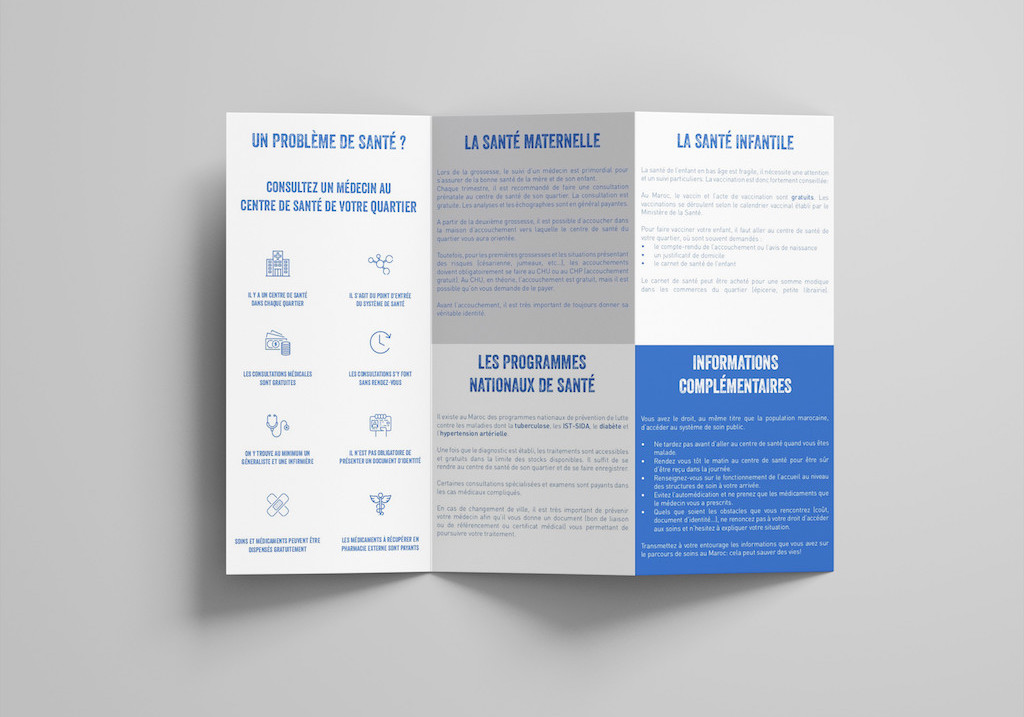 UN PROBLÈME DE SANTÉ ?
CONSULTEZ UN MÉDECIN AU
CENTRE DE SANTÉ DE VOTRE QUARTIER
IL Y A UN CENTRE DE SANTÉ
DANS CHAQUE QUARTIER
IL S'AGIT DU POINT D'ENTRÉE
DU SYSTÈME DE SANTÉ
LES CONSULTATIONS MÉDICALES
SONT GRATUITES
LES CONSULTATIONS S'Y FONT
SANS RENDEZ-VOUS
ON Y TROUVE AU MINIMUM UN
GÉNERALISTE ET UNE INFIRMIÈRE
IL N'EST PAS OBLIGATOIRE DE
PRÉSENTER UN DOCUMENT D'IDENTITÉ
SOINS ET MÉDICAMENTS PEUVENT ÊTRE
DISPENSÉS GRATUITEMENT
LES MÉDICAMENTS À RÉCUPÉRER EN
PHARMACIE EXTERNE SONT PAYANTS
LA SANTÉ MATERNELLE
Lors de la grossesse, le suivi d'un médecin est primordial pour
s'assurer de la bonne santé de la mère et de son enfant.
Chaque trimestre, il est recommandé de faire une consultation
prénatale au centre de santé de son quartier. La consultation est
gratuite. Les analyses et les échographies sont en général payantes.
A partir de la deuxième grossesse, il est possible d'accoucher dans
la maison d'accouchement vers laquelle le centre de santé du
quartier vous aura orientée.
Toutefois, pour les premières grossesses et les situations présentant
des risques (césarienne, jumeaux, etc...), les accouchements
doivent obligatoirement se faire au CHU ou au CHP (accouchement
gratuit). Au CHU, en théorie, l'accouchement est gratuit, mais il est
possible qu'on vous demande de le payer.
Avant l'accouchement, il est très important de toujours donner sa
véritable identité.
LES PROGRAMMES
NATIONAUX DE SANTÉ
Il existe au Maroc des programmes nationaux de prévention de lutte
contre les maladies dont la tuberculose, les IST-SIDA, le diabète et
l'hypertension artérielle.
Une fois que le diagnostic est établi, les traitements sont accessibles
et gratuits dans la limite des stocks disponibles. Il suffit de se
rendre au centre de santé de son quartier et de se faire enregistrer.
Certaines consultations spécialisées et examens sont payants dans
les cas médicaux compliqués.
En cas de changement de ville, il est très important de prévenir
votre médecin afin qu'il vous donne un document (bon de liaison
ou de référencement ou certificat médical) vous permettant de
poursuivre votre traitement.
LA SANTÉ INFANTILE
La santé de l'enfant en bas âge est fragile, il nécessite une attention
et un suivi particuliers. La vaccination est donc fortement conseillée.
Au Maroc, le vaccin et l'acte de vaccination sont gratuits. Les
vaccinations se déroulent selon le calendrier vaccinal établi par le
Ministère de la Santé.
Pour faire vacciner votre enfant, il faut aller au centre de santé de
votre quartier, où sont souvent demandés :
• le compte-rendu de l'accouchement ou l'avis de naissance
• un justificatif de domicile
• le carnet de santé de l'enfant
Le carnet de santé peut être acheté pour une somme modique
dans les commerces du quartier (épicerie, petite librairie).
INFORMATIONS
COMPLÉMENTAIRES
Vous avez le droit, au même titre que la population marocaine,
d'accéder au système de soin public.
• Ne tardez pas avant d'aller au centre de santé quand vous êtes
malade.
• Rendez vous tôt le matin au centre de santé pour être sûr
d'être reçu dans la journée.
• Renseignez-vous sur le fonctionnement de l'accueil au niveau
des structures de soin à votre arrivée.
• Evitez l'automédication et ne prenez que les médicaments que
le médecin vous a prescrits.
• Quels que soient les obstacles que vous rencontrez (coût,
document d'identité...), ne renoncez pas à votre droit d'accéder
aux soins et n'hesitez à expliquer votre situation.
Transmettez à votre entourage les informations que vous avez sur
le parcours de soins au Maroc: cela peut sauver des vies!